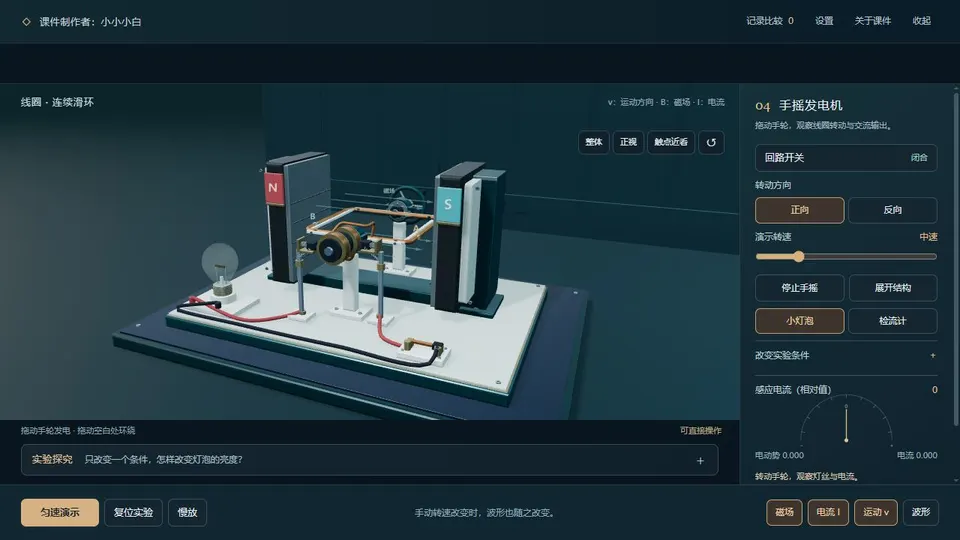 课件制作者：小小小白
记录比较 0 设置 关于课件 收起
线圈 · 连续滑环
v：运动方向 · B：磁场 · I：电流
整体 正视 触点近看 ↺
磁场
N
S
B
拖动手轮发电 · 拖动空白处环绕
可直接操作
实验探究 只改变一个条件，怎样改变灯泡的亮度？ +
04 手摇发电机
拖动手轮，观察线圈转动与交流输出。
回路开关 闭合
转动方向
正向 反向
演示转速 中速
停止手摇 展开结构
小灯泡 检流计
改变实验条件 +
感应电流（相对值） 0
0
电动势 0.000 电流 0.000
转动手轮，观察灯丝与电流。
匀速演示 复位实验 慢放
手动转速改变时，波形也随之改变。
磁场 电流 I 运动 v 波形